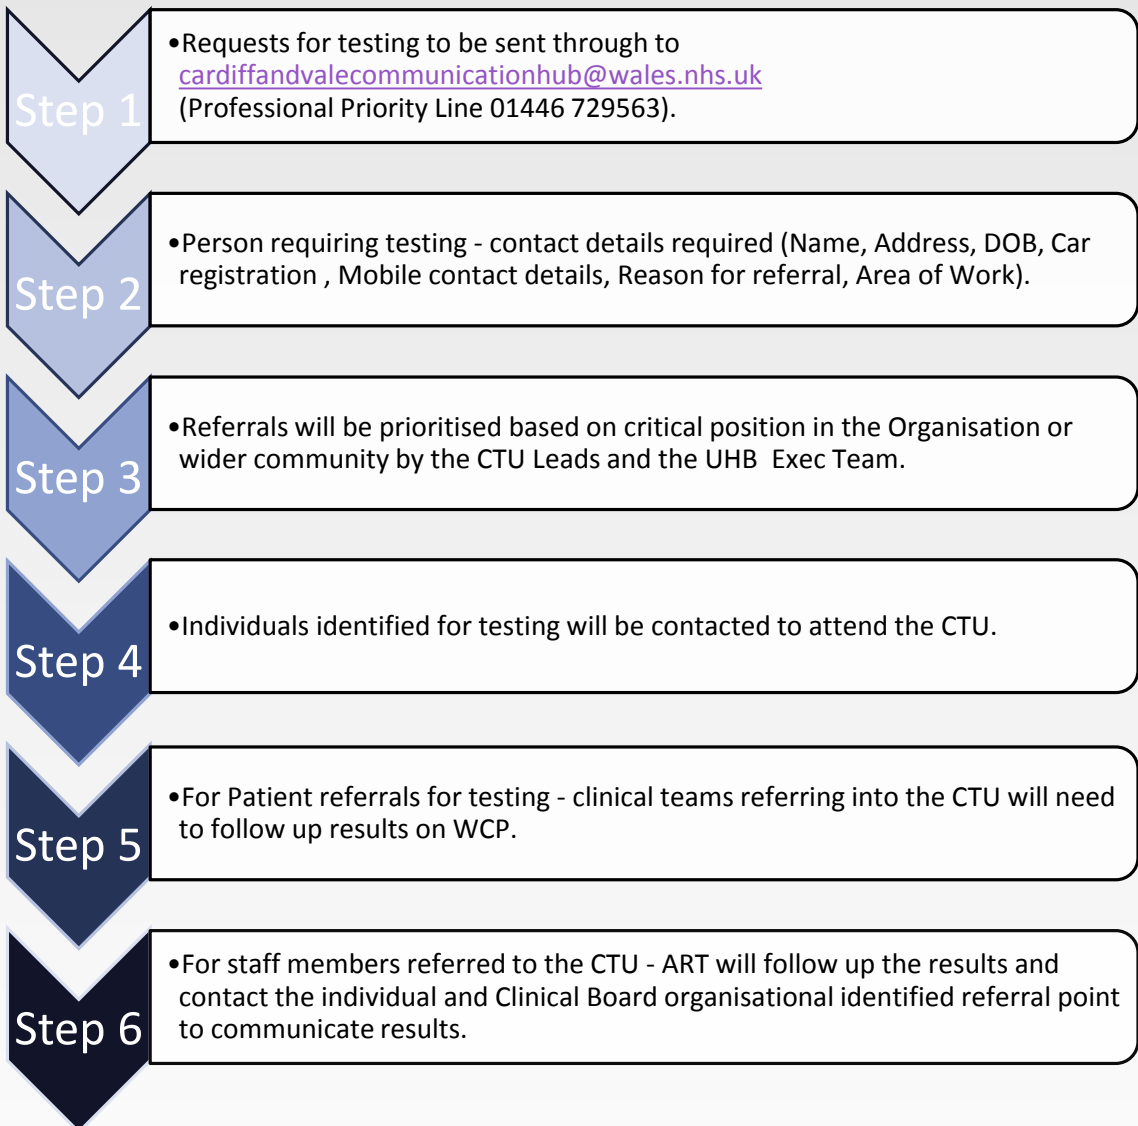 Step 1
•Requests for testing to be sent through to
cardiffandvalecommunicationhub@wales.nhs.uk
(Professional Priority Line 01446 729563).
Step 2
•Person requiring testing - contact details required (Name, Address, DOB, Car
registration , Mobile contact details, Reason for referral, Area of Work).
Step 3
•Referrals will be prioritised based on critical position in the Organisation or
wider community by the CTU Leads and the UHB  Exec Team.
Step 4
•Individuals identified for testing will be contacted to attend the CTU.
Step 5
•For Patient referrals for testing - clinical teams referring into the CTU will need
to follow up results on WCP.
Step 6
•For staff members referred to the CTU - ART will follow up the results and
contact the individual and Clinical Board organisational identified referral point
to communicate results.